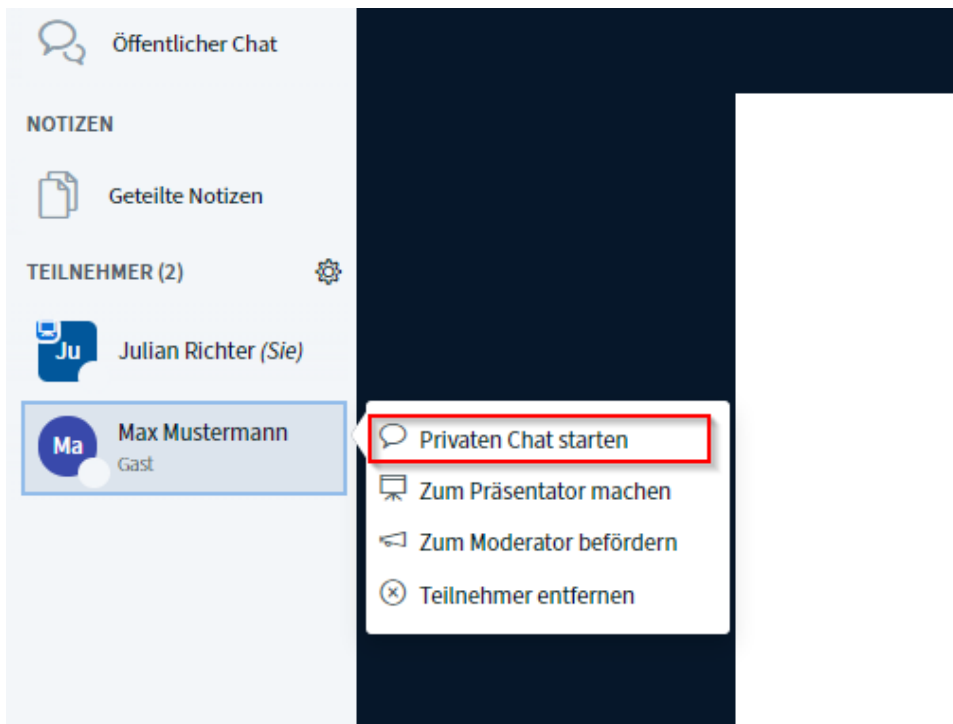 Öffentlicher Chat
NOTIZEN
Geteilte Notizen
TEILNEHMER (2)
Ju
Julian Richter (Sie)
Ma
Max Mustermann
Gast
Privaten Chat starten
Zum Präsentator machen
Zum Moderator befördern
Teilnehmer entfernen